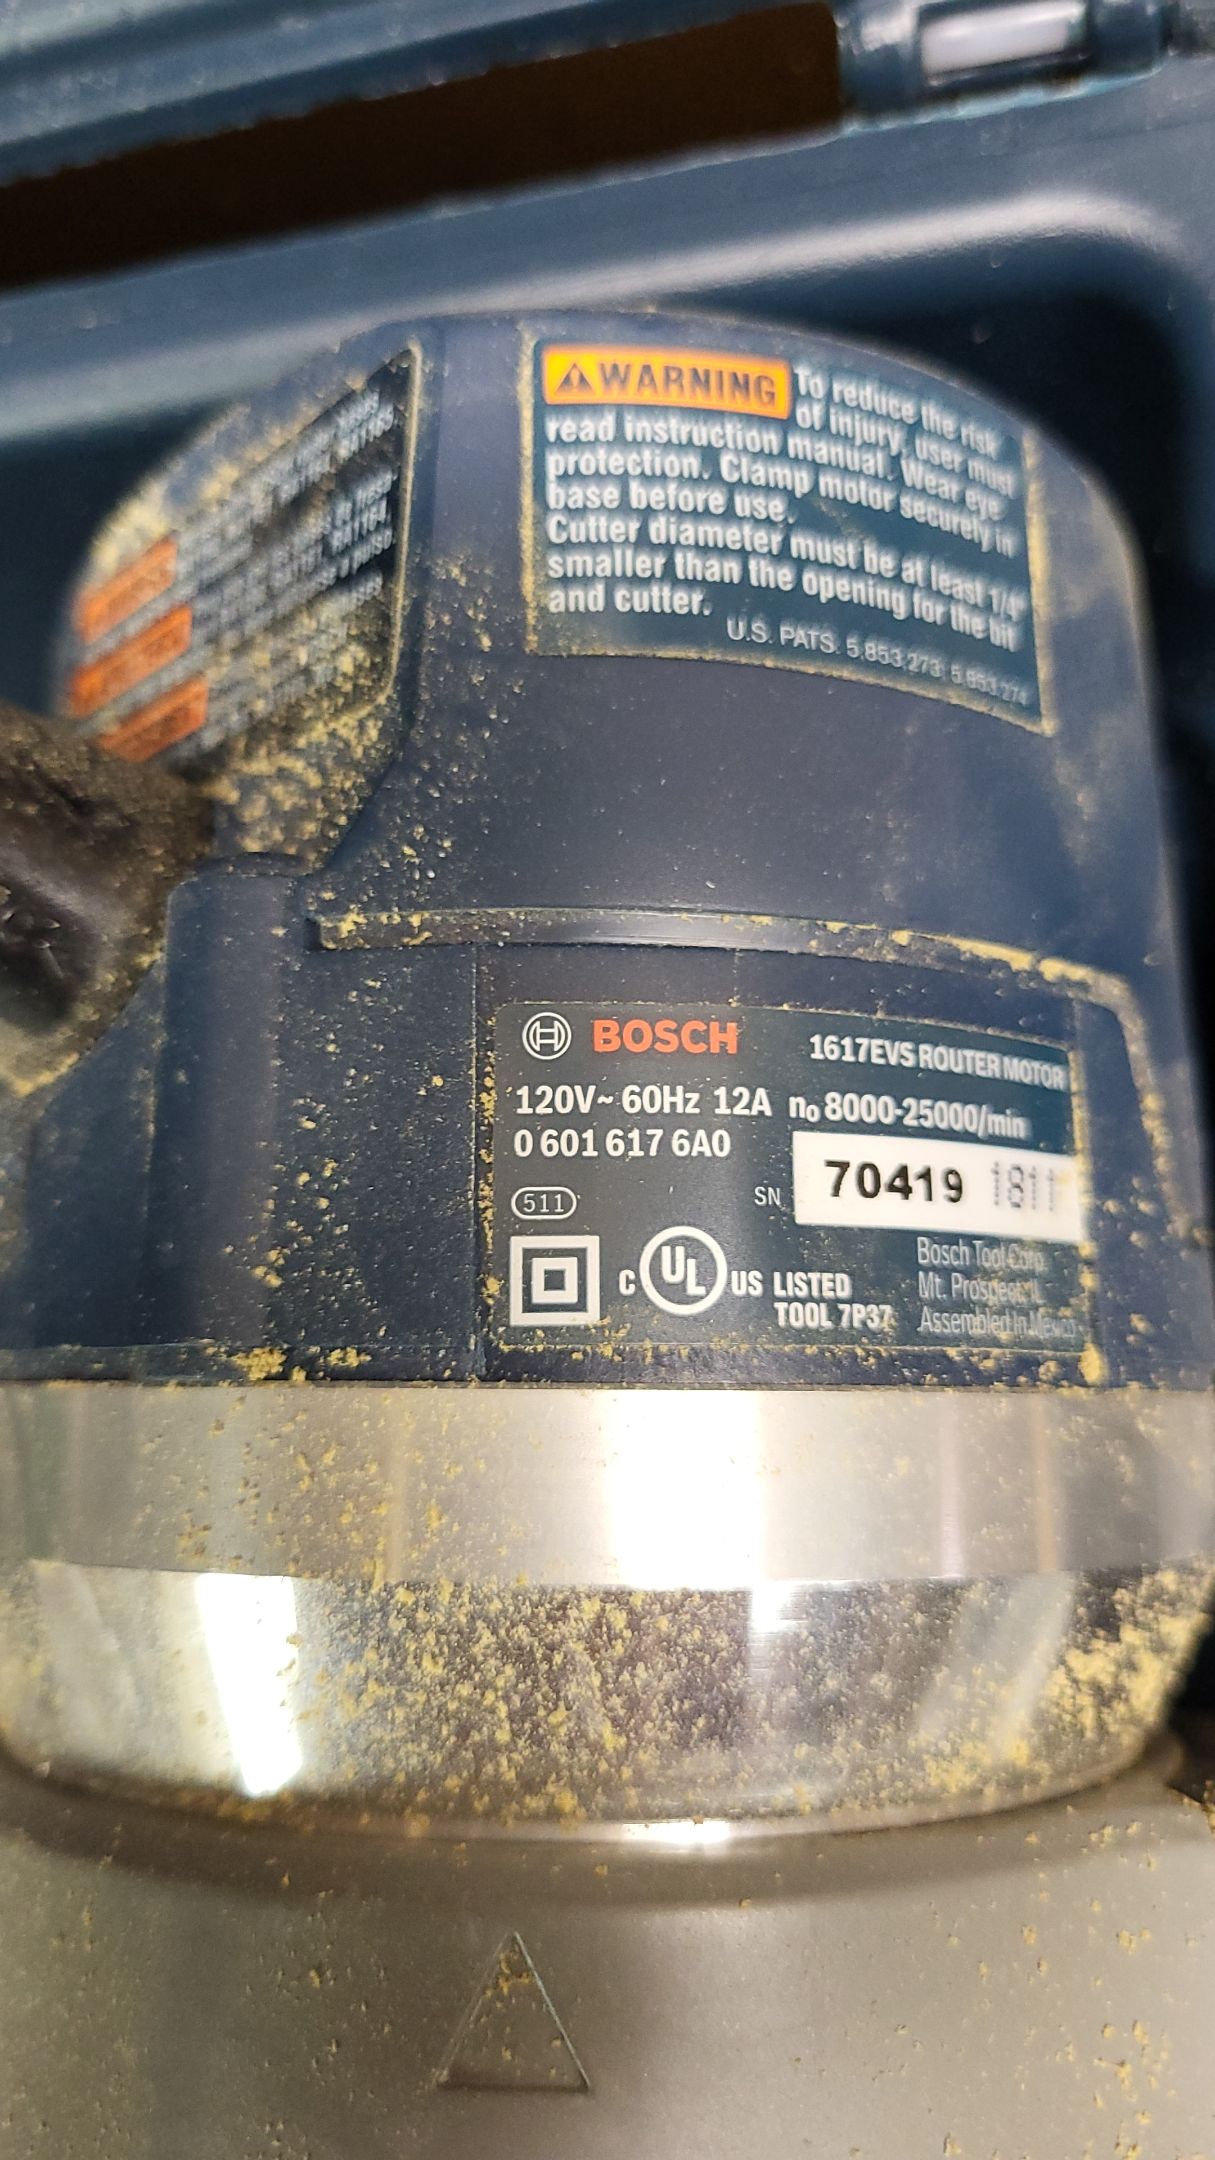 WARNING To reduce the risk
of injury, user must
read instruction manual. Wear eye
protection. Clamp motor securely in
base before use.
Cutter diameter must be at least 1/4"
smaller than the opening for the bit
and cutter.
U.S. PATS. 5,853,273; 5,853,274
BOSCH 1617EVS ROUTER MOTOR
120V~ 60Hz 12A n₀ 8000-25000/min
0 601 617 6A0
511
SN 70419
C UL US LISTED
TOOL 7P37
Bosch Tool Corp.
Mt. Prospect IL
Assembled In Mexico